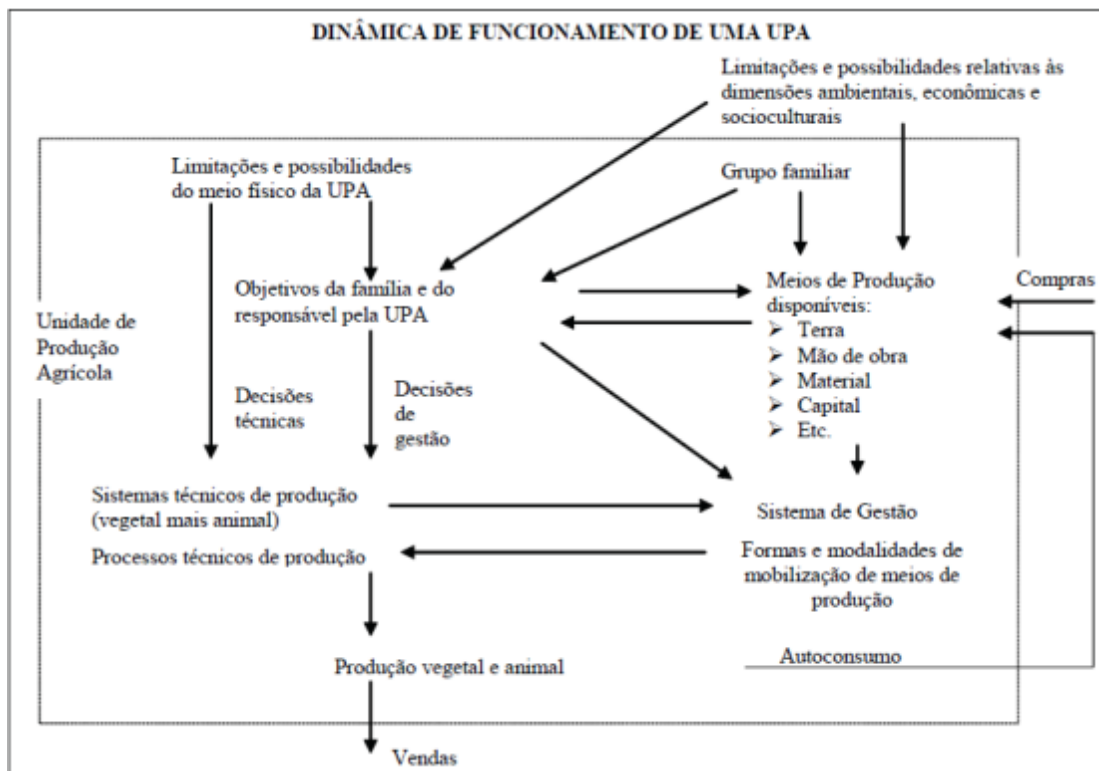 DINÂMICA DE FUNCIONAMENTO DE UMA UPA
Limitações e possibilidades relativas às
dimensões ambientais, econômicas e
socioculturais
Limitações e possibilidades
do meio físico da UPA
Grupo familiar
Objetivos da família e do
responsável pela UPA
Meios de Produção
disponíveis:
➢ Terra
➢ Mão de obra
➢ Material
➢ Capital
➢ Etc.
Compras
Unidade de
Produção
Agrícola
Decisões
técnicas
Decisões
de
gestão
Sistemas técnicos de produção
(vegetal mais animal)
Processos técnicos de produção
Sistema de Gestão
Formas e modalidades de
mobilização de meios de
produção
Produção vegetal e animal
Autoconsumo
Vendas